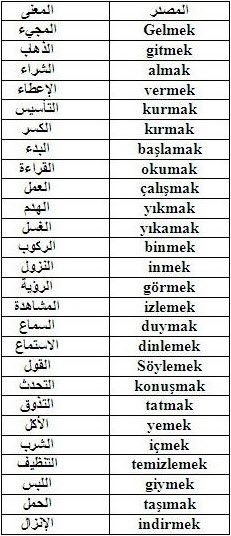 المصدر المعنى
Gelmek المجيء
gitmek الذهاب
almak الشراء
vermek الإعطاء
kurmak التأسيس
kırmak الكسر
başlamak البدء
okumak القراءة
çalışmak العمل
yıkmak الهدم
yıkamak الغسل
binmek الركوب
inmek النزول
görmek الرؤية
izlemek المشاهدة
duymak السماع
dinlemek الاستماع
Söylemek القول
konuşmak التحدث
tatmak التذوق
yemek الأكل
içmek الشرب
temizlemek التنظيف
giymek اللبس
taşımak الحمل
indirmek الإنزال